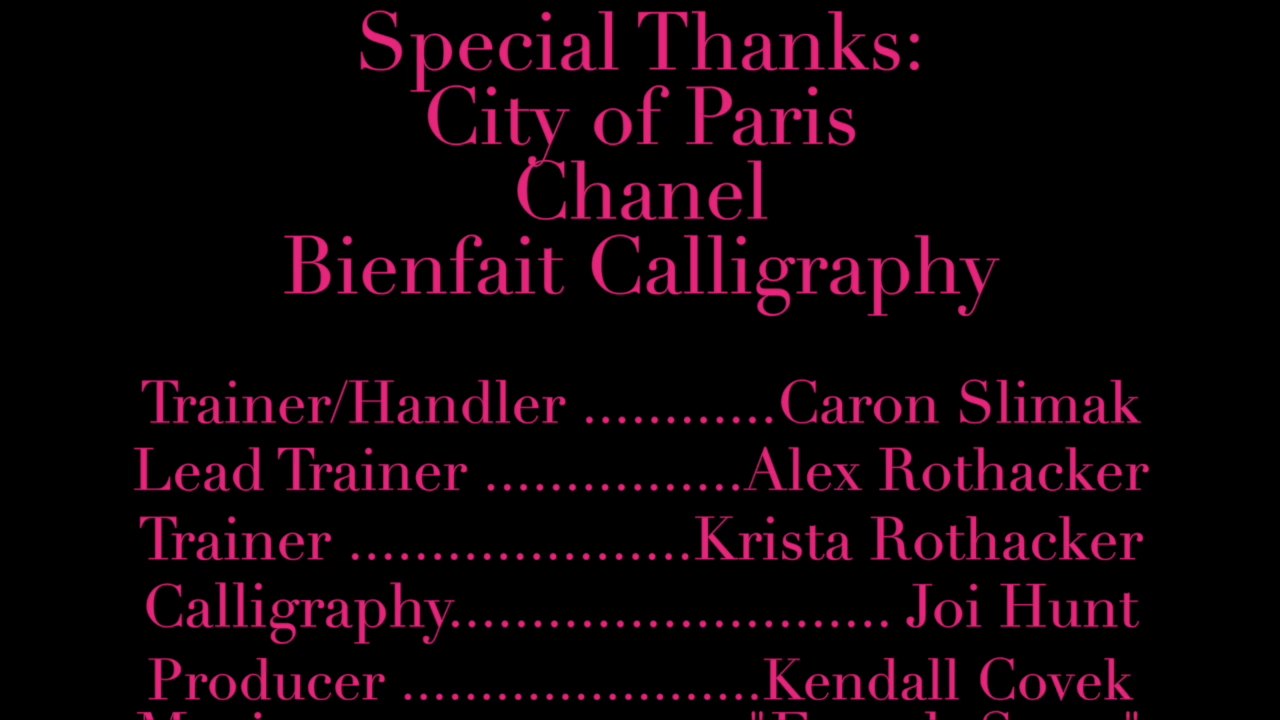 Special Thanks:
City of Paris
Chanel
Bienfait Calligraphy
Trainer/Handler ............Caron Slimak
Lead Trainer ................Alex Rothacker
Trainer .....................Krista Rothacker
Calligraphy........................... Joi Hunt
Producer ......................Kendall Covek